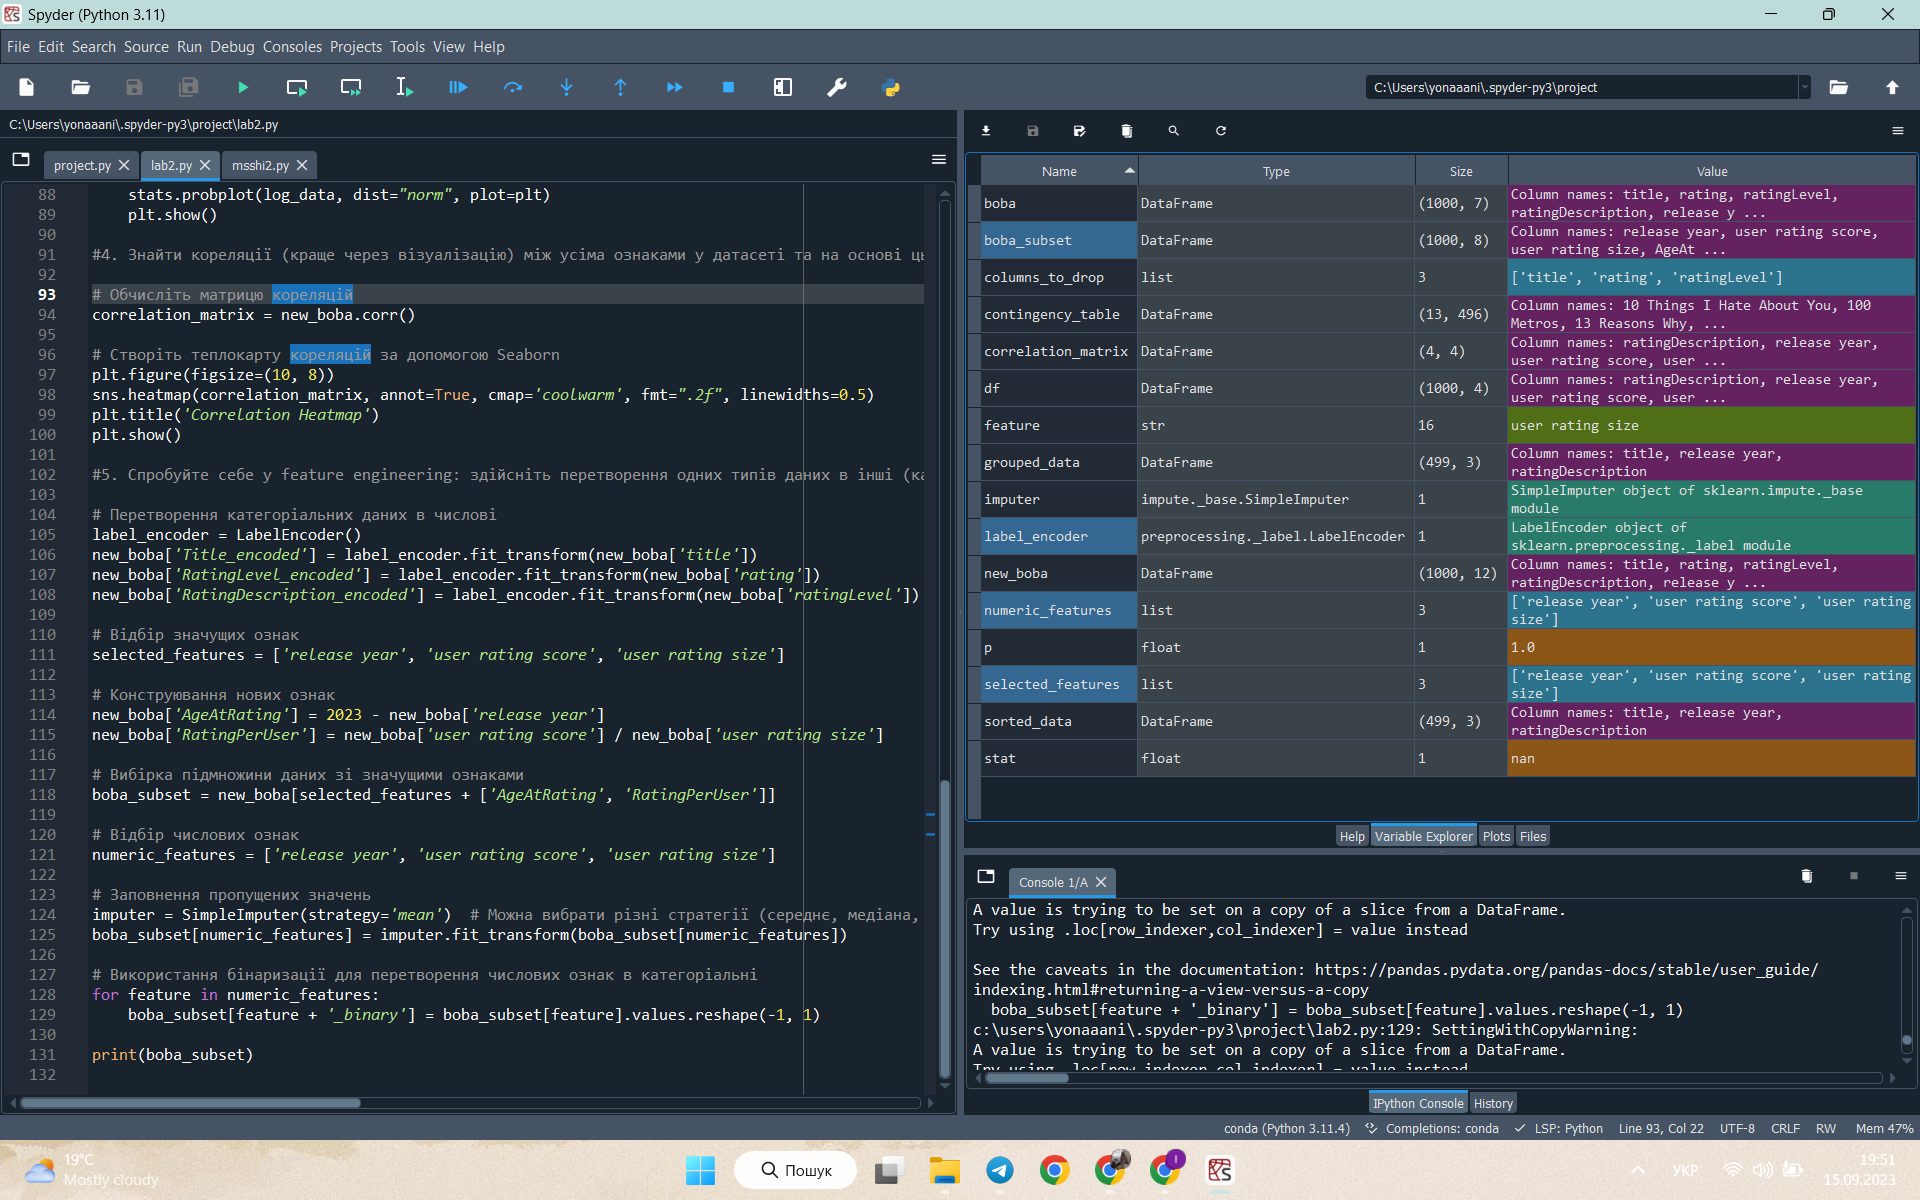 Spyder (Python 3.11)
File Edit Search Source Run Debug Consoles Projects Tools View Help
C:\Users\yonaaani\.spyder-py3\project
C:\Users\yonaaani\.spyder-py3\project\lab2.py
project.py lab2.py msshi2.py
88 stats.probplot(log_data, dist="norm", plot=plt)
89 plt.show()
90
91 #4. Знайти кореляції (краще через візуалізацію) між усіма ознаками у датасеті та на основі ць
92
93 # Обчисліть матрицю кореляцій
94 correlation_matrix = new_boba.corr()
95
96 # Створіть теплокарту кореляцій за допомогою Seaborn
97 plt.figure(figsize=(10, 8))
98 sns.heatmap(correlation_matrix, annot=True, cmap='coolwarm', fmt=".2f", linewidths=0.5)
99 plt.title('Correlation Heatmap')
100 plt.show()
101
102 #5. Спробуйте себе у feature engineering: здійсніть перетворення одних типів даних в інші (ка
103
104 # Перетворення категоріальних даних в числові
105 label_encoder = LabelEncoder()
106 new_boba['Title_encoded'] = label_encoder.fit_transform(new_boba['title'])
107 new_boba['RatingLevel_encoded'] = label_encoder.fit_transform(new_boba['rating'])
108 new_boba['RatingDescription_encoded'] = label_encoder.fit_transform(new_boba['ratingLevel'])
109
110 # Відбір значущих ознак
111 selected_features = ['release year', 'user rating score', 'user rating size']
112
113 # Конструювання нових ознак
114 new_boba['AgeAtRating'] = 2023 - new_boba['release year']
115 new_boba['RatingPerUser'] = new_boba['user rating score'] / new_boba['user rating size']
116
117 # Вибірка підмножини даних зі значущими ознаками
118 boba_subset = new_boba[selected_features + ['AgeAtRating', 'RatingPerUser']]
119
120 # Відбір числових ознак
121 numeric_features = ['release year', 'user rating score', 'user rating size']
122
123 # Заповнення пропущених значень
124 imputer = SimpleImputer(strategy='mean')  # Можна вибрати різні стратегії (середнє, медіана,
125 boba_subset[numeric_features] = imputer.fit_transform(boba_subset[numeric_features])
126
127 # Використання бінаризації для перетворення числових ознак в категоріальні
128 for feature in numeric_features:
129 boba_subset[feature + '_binary'] = boba_subset[feature].values.reshape(-1, 1)
130
131 print(boba_subset)
132
Name Type Size Value
boba DataFrame (1000, 7) Column names: title, rating, ratingLevel,
ratingDescription, release y ...
boba_subset DataFrame (1000, 8) Column names: release year, user rating score,
user rating size, AgeAt ...
columns_to_drop list 3 ['title', 'rating', 'ratingLevel']
contingency_table DataFrame (13, 496) Column names: 10 Things I Hate About You, 100
Metros, 13 Reasons Why, ...
correlation_matrix DataFrame (4, 4) Column names: ratingDescription, release year,
user rating score, user ...
df DataFrame (1000, 4) Column names: ratingDescription, release year,
user rating score, user ...
feature str 16 user rating size
grouped_data DataFrame (499, 3) Column names: title, release year,
ratingDescription
imputer impute._base.SimpleImputer 1 SimpleImputer object of sklearn.impute._base
module
label_encoder preprocessing._label.LabelEncoder 1 LabelEncoder object of
sklearn.preprocessing._label module
new_boba DataFrame (1000, 12) Column names: title, rating, ratingLevel,
ratingDescription, release y ...
numeric_features list 3 ['release year', 'user rating score', 'user rating
size']
p float 1 1.0
selected_features list 3 ['release year', 'user rating score', 'user rating
size']
sorted_data DataFrame (499, 3) Column names: title, release year,
ratingDescription
stat float 1 nan
Help Variable Explorer Plots Files
Console 1/A
A value is trying to be set on a copy of a slice from a DataFrame.
Try using .loc[row_indexer,col_indexer] = value instead
See the caveats in the documentation: https://pandas.pydata.org/pandas-docs/stable/user_guide/
indexing.html#returning-a-view-versus-a-copy
boba_subset[feature + '_binary'] = boba_subset[feature].values.reshape(-1, 1)
c:\users\yonaaani\.spyder-py3\project\lab2.py:129: SettingWithCopyWarning:
A value is trying to be set on a copy of a slice from a DataFrame.
Try using .loc[row_indexer,col_indexer] = value instead
IPython Console History
conda (Python 3.11.4) Completions: conda LSP: Python Line 93, Col 22 UTF-8 CRLF RW Mem 47%
19°C
Mostly cloudy
Пошук
УКР
19:51
15.09.2023